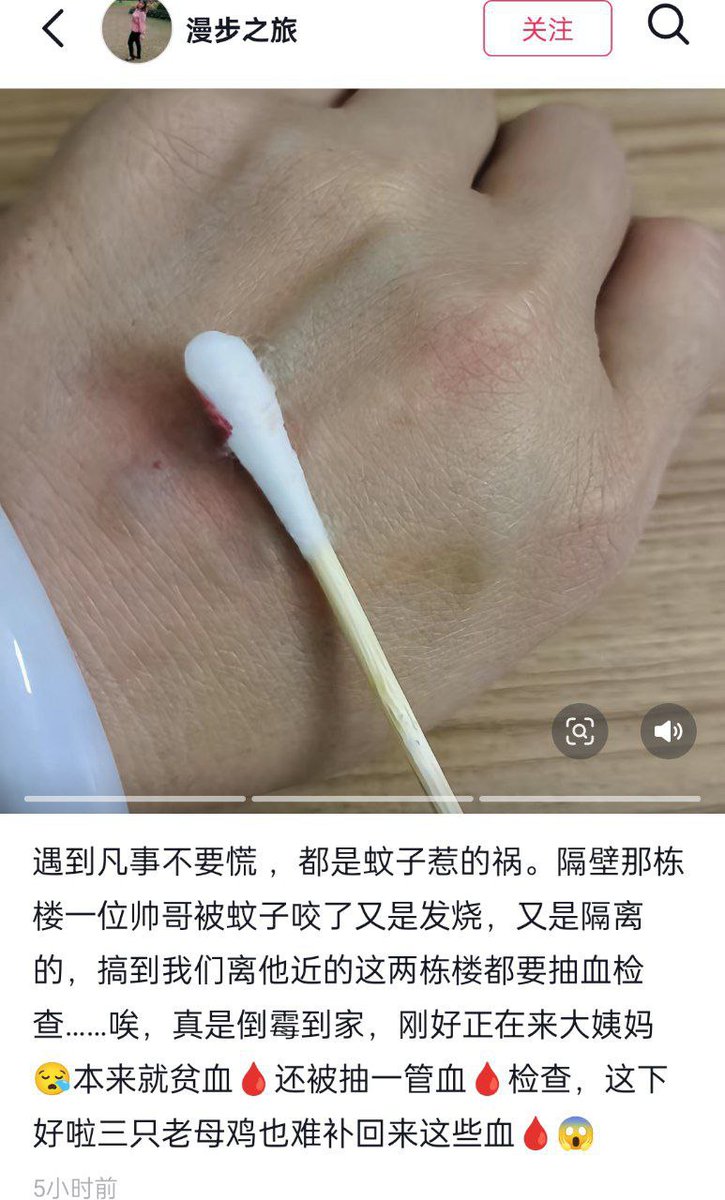 漫步之旅
关注
遇到凡事不要慌，都是蚊子惹的祸。隔壁那栋
楼一位帅哥被蚊子咬了又是发烧，又是隔离
的，搞到我们离他近的这两栋楼都要抽血检
查......唉，真是倒霉到家，刚好正在来大姨妈
😪本来就贫血🩸还被抽一管血🩸检查，这下
好啦三只老母鸡也难补回来这些血🩸😱
5小时前